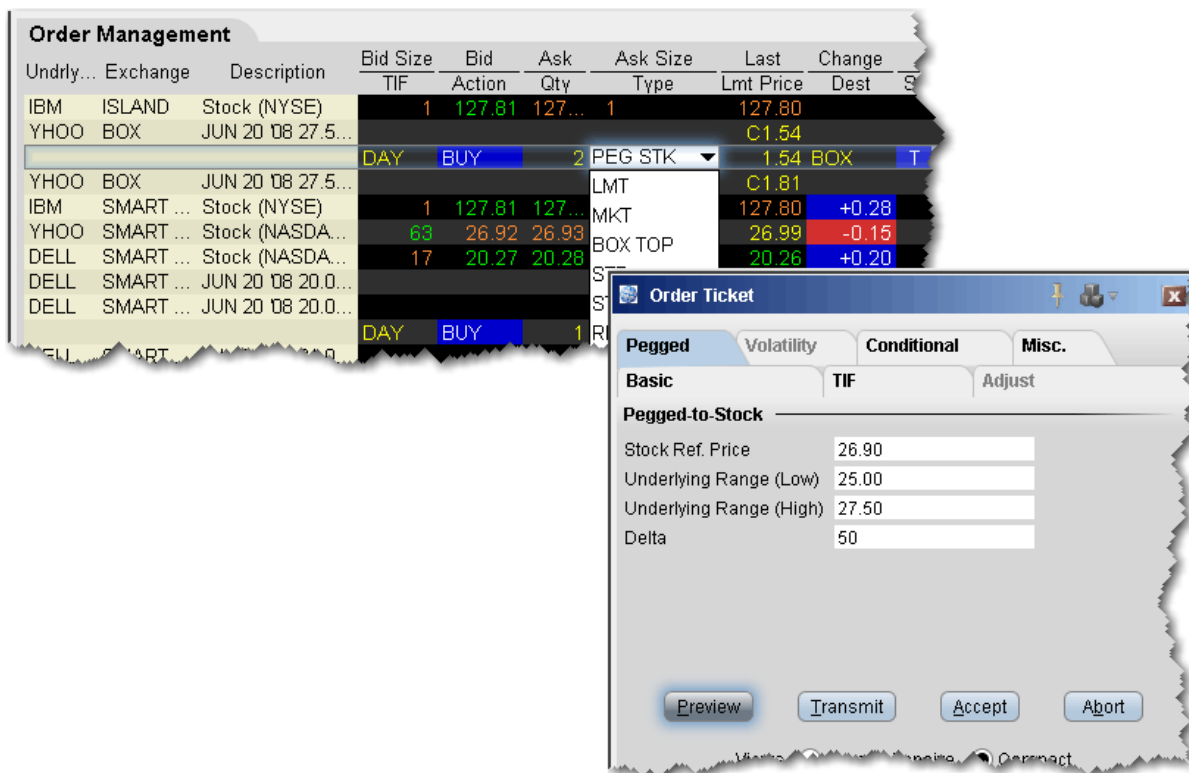 Order Management
Undrly... Exchange Description Bid Size Bid Ask Ask Size Last Change
TIF Action Qty Type Lmt Price Dest S
IBM ISLAND Stock (NYSE) 1 127.81 127... 1 127.80
YHOO BOX JUN 20 '08 27.5... C1.54
DAY BUY 2 PEG STK 1.54 BOX T
YHOO BOX JUN 20 '08 27.5... C1.81
LMT
IBM SMART ... Stock (NYSE) 1 127.81 127... 127.80 +0.28
MKT
YHOO SMART ... Stock (NASDA... 63 26.92 26.93 26.99 -0.15
BOX TOP
DELL SMART ... Stock (NASDA... 17 20.27 20.28 20.26 +0.20
DELL SMART ... JUN 20 '08 20.0...
DELL SMART ... JUN 20 '08 20.0...
DAY BUY 1
Order Ticket
Pegged Volatility Conditional Misc.
Basic TIF Adjust
Pegged-to-Stock
Stock Ref. Price 26.90
Underlying Range (Low) 25.00
Underlying Range (High) 27.50
Delta 50
Preview Transmit Accept Abort
Compact